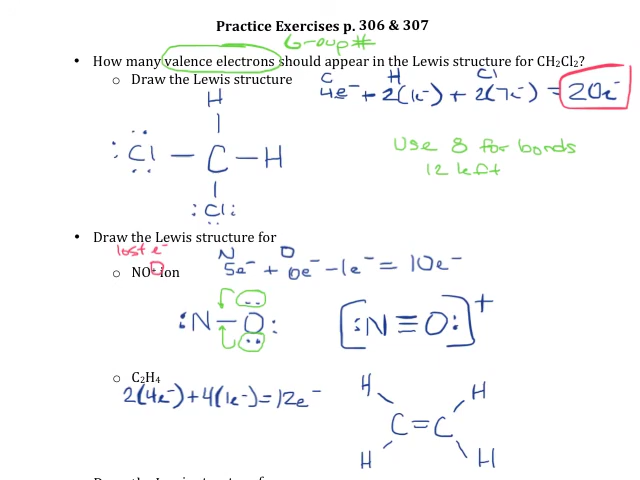 Practice Exercises p. 306 & 307
Group #
• How many valence electrons should appear in the Lewis structure for CH2Cl2?
o Draw the Lewis structure
C H Cl
4e⁻ + 2(1e⁻) + 2(7e⁻) = 20e⁻
H
:Cl – C – H
:Cl:
Use 8 for bonds
12 left
• Draw the Lewis structure for
lost e⁻
N O
o NO+ ion
5e⁻ + 6e⁻ - 1e⁻ = 10e⁻
:N – O:
[:N ≡ O:]⁺
o C2H4
2(4e⁻) + 4(1e⁻) = 12e⁻
H H
C = C
H H